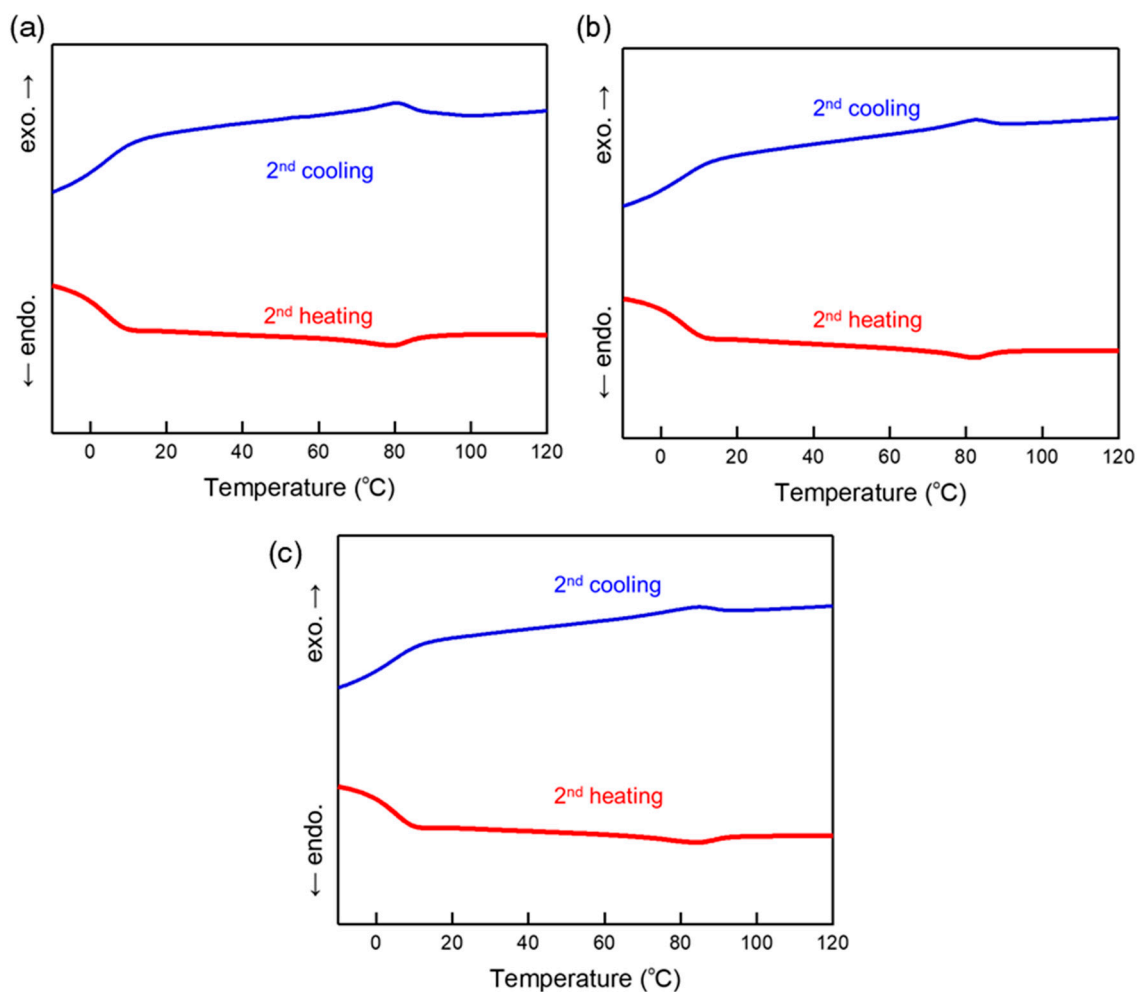 (a)
exo. →
← endo.
2nd cooling
2nd heating
0 20 40 60 80 100 120
Temperature (°C)
(b)
exo. →
← endo.
2nd cooling
2nd heating
0 20 40 60 80 100 120
Temperature (°C)
(c)
exo. →
← endo.
2nd cooling
2nd heating
0 20 40 60 80 100 120
Temperature (°C)